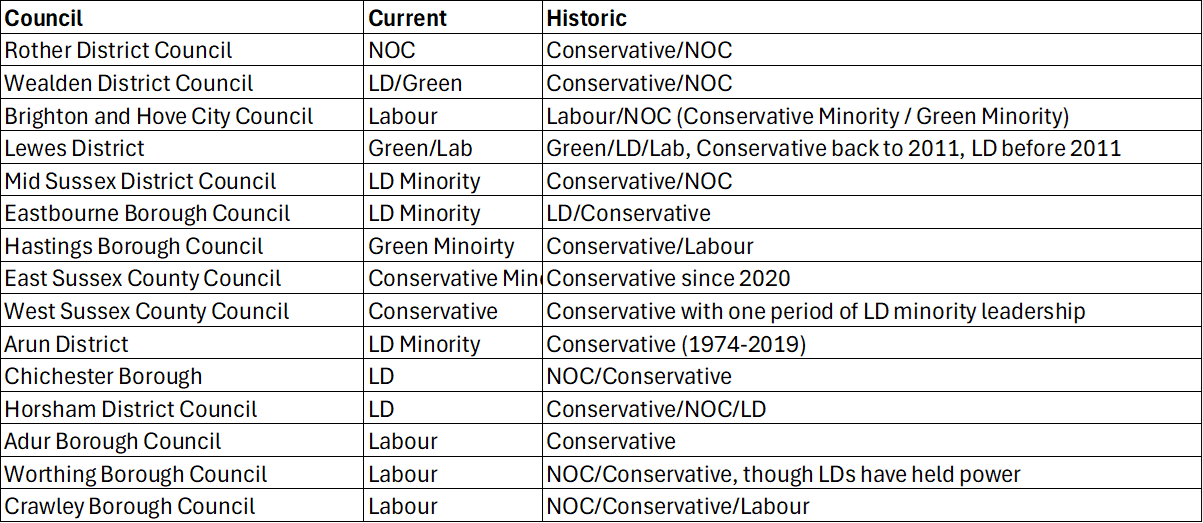 Council Current Historic
Rother District Council NOC Conservative/NOC
Wealden District Council LD/Green Conservative/NOC
Brighton and Hove City Council Labour Labour/NOC (Conservative Minority / Green Minority)
Lewes District Green/Lab Green/LD/Lab, Conservative back to 2011, LD before 2011
Mid Sussex District Council LD Minority Conservative/NOC
Eastbourne Borough Council LD Minority LD/Conservative
Hastings Borough Council Green Minoirty Conservative/Labour
East Sussex County Council Conservative Min Conservative since 2020
West Sussex County Council Conservative Conservative with one period of LD minority leadership
Arun District LD Minority Conservative (1974-2019)
Chichester Borough LD NOC/Conservative
Horsham District Council LD Conservative/NOC/LD
Adur Borough Council Labour Conservative
Worthing Borough Council Labour NOC/Conservative, though LDs have held power
Crawley Borough Council Labour NOC/Conservative/Labour